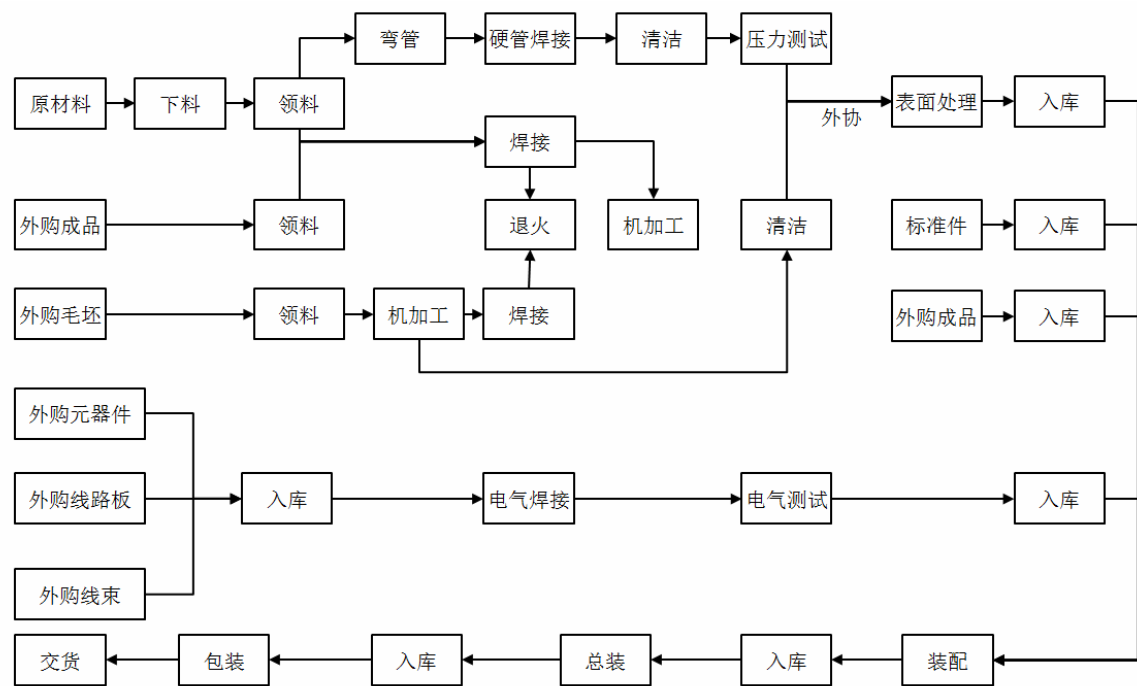 弯管
硬管焊接
清洁
压力测试
原材料
下料
领料
表面处理
入库
外协
焊接
外购成品
领料
退火
机加工
清洁
标准件
入库
外购毛坯
领料
机加工
焊接
外购成品
入库
外购元器件
外购线路板
入库
电气焊接
电气测试
入库
外购线束
交货
包装
入库
总装
入库
装配